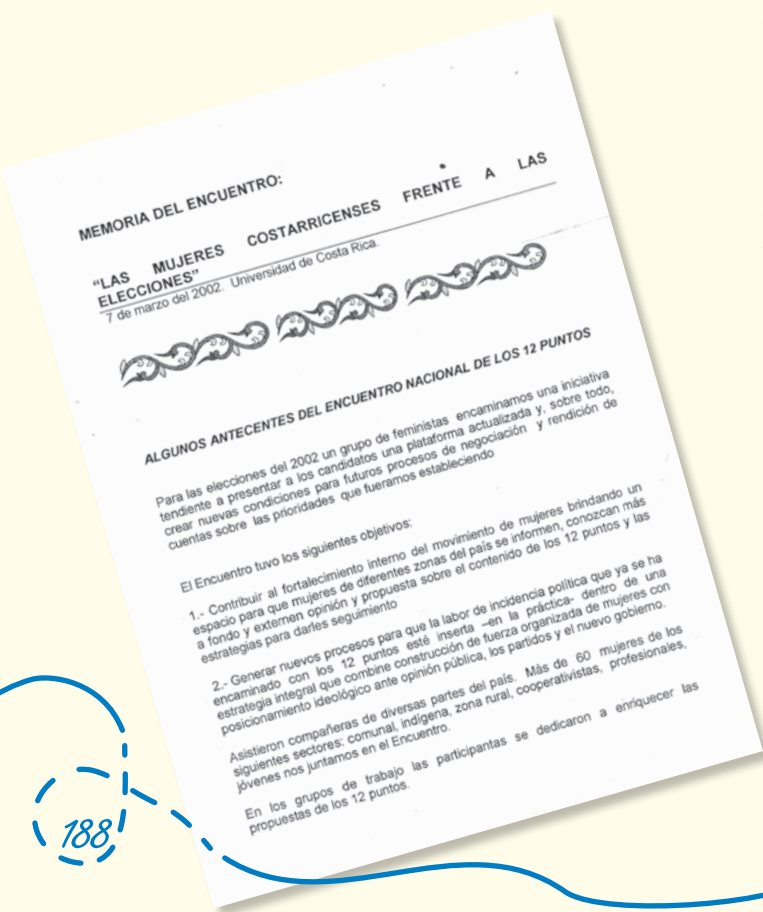 MEMORIA DEL ENCUENTRO:
“LAS MUJERES COSTARRICENSES FRENTE A LAS
ELECCIONES”
7 de marzo del 2002. Universidad de Costa Rica.
ALGUNOS ANTECEDENTES DEL ENCUENTRO NACIONAL DE LOS 12 PUNTOS
Para las elecciones del 2002 un grupo de feministas encaminamos una iniciativa
tendiente a presentar a los candidatos una plataforma actualizada y, sobre todo,
crear nuevas condiciones para futuros procesos de negociación y rendición de
cuentas sobre las prioridades que fueramos estableciendo
El Encuentro tuvo los siguientes objetivos:
1.- Contribuir al fortalecimiento interno del movimiento de mujeres brindando un
espacio para que mujeres de diferentes zonas del país se informen, conozcan más
a fondo y externen opinión y propuesta sobre el contenido de los 12 puntos y las
estrategias para darles seguimiento
2.- Generar nuevos procesos para que la labor de incidencia política que ya se ha
encaminado con los 12 puntos esté inserta –en la práctica- dentro de una
estrategia integral que combine construcción de fuerza organizada de mujeres con
posicionamiento ideológico ante opinión pública, los partidos y el nuevo gobierno.
Asistieron compañeras de diversas partes del país. Más de 60 mujeres de los
siguientes sectores: comunal, indígena, zona rural, cooperativistas, profesionales,
jóvenes nos juntamos en el Encuentro.
En los grupos de trabajo las participantas se dedicaron a enriquecer las
propuestas de los 12 puntos.
188